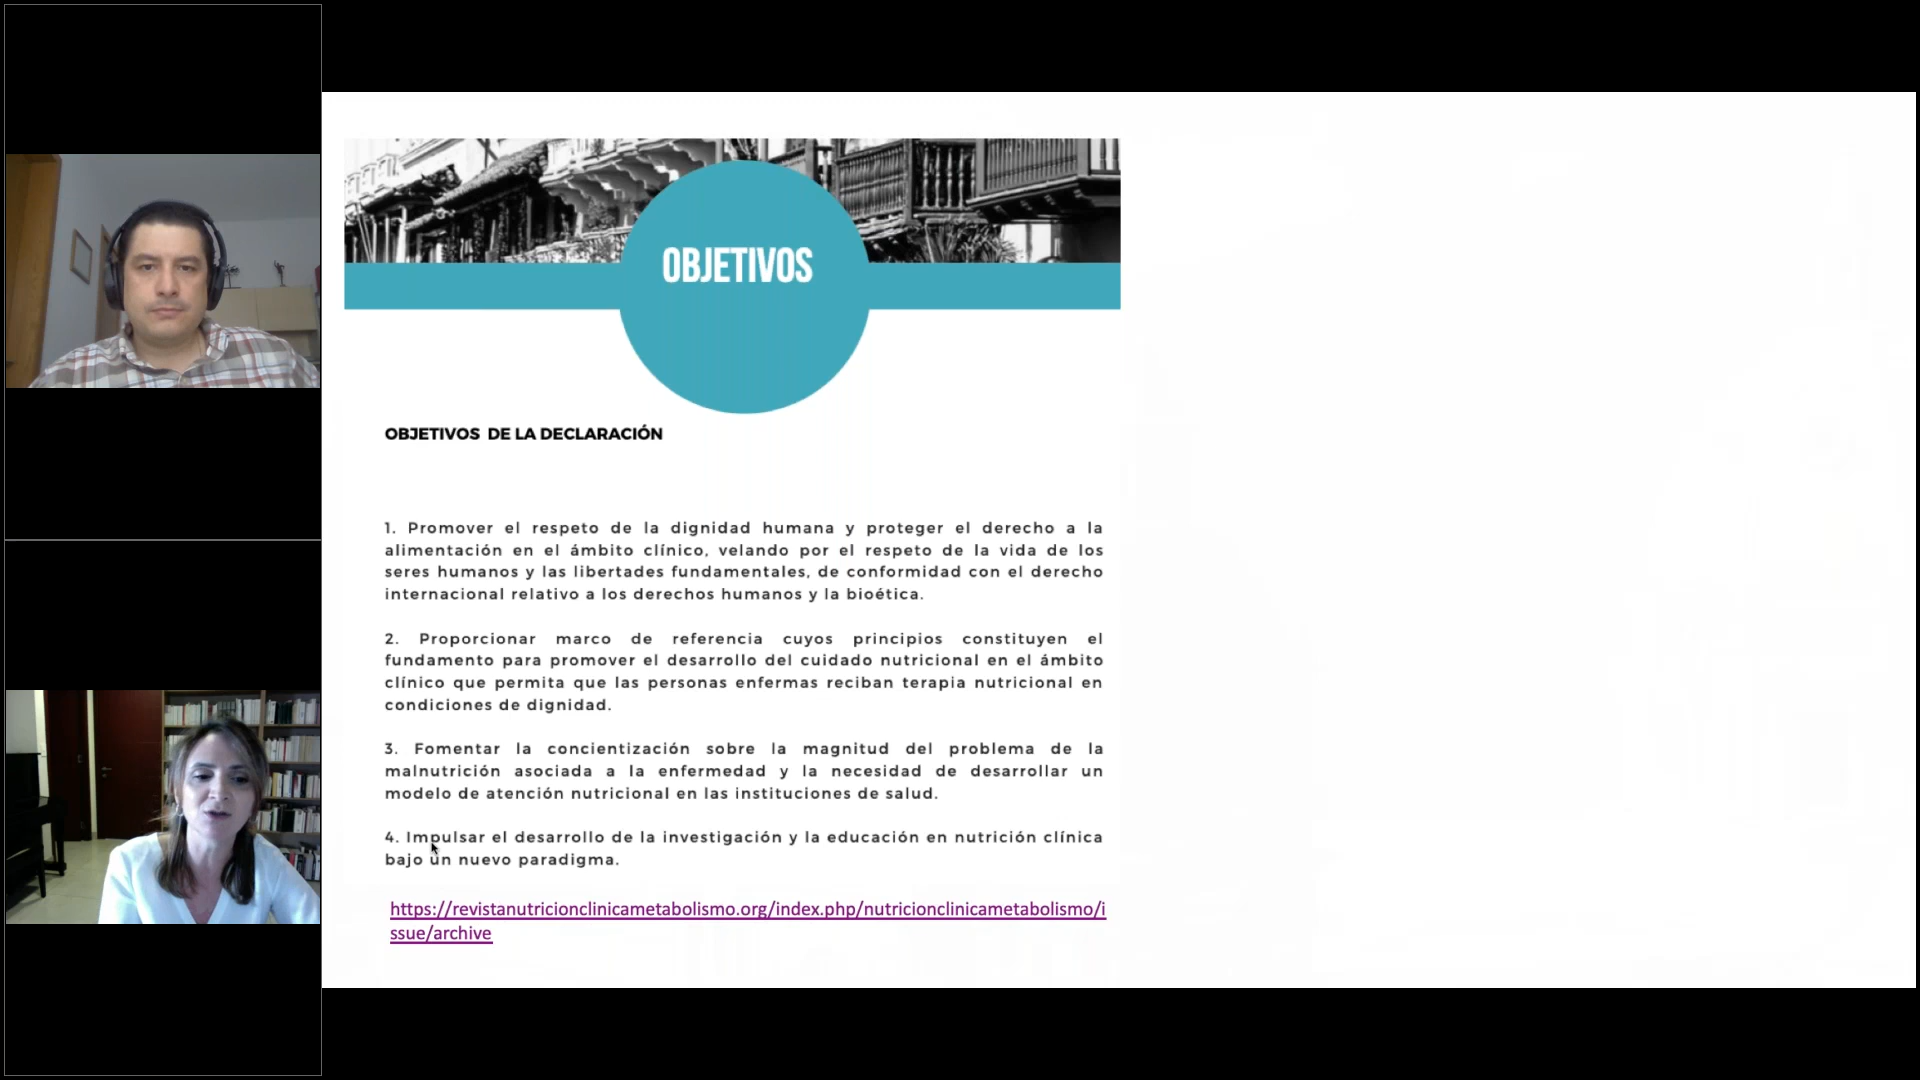 OBJETIVOS
OBJETIVOS DE LA DECLARACIÓN
1. Promover el respeto de la dignidad humana y proteger el derecho a la
alimentación en el ámbito clínico, velando por el respeto de la vida de los
seres humanos y las libertades fundamentales, de conformidad con el derecho
internacional relativo a los derechos humanos y la bioética.
2. Proporcionar marco de referencia cuyos principios constituyen el
fundamento para promover el desarrollo del cuidado nutricional en el ámbito
clínico que permita que las personas enfermas reciban terapia nutricional en
condiciones de dignidad.
3. Fomentar la concientización sobre la magnitud del problema de la
malnutrición asociada a la enfermedad y la necesidad de desarrollar un
modelo de atención nutricional en las instituciones de salud.
4. Impulsar el desarrollo de la investigación y la educación en nutrición clínica
bajo un nuevo paradigma.
https://revistanutricionclinicametabolismo.org/index.php/nutricionclinicametabolismo/i
ssue/archive